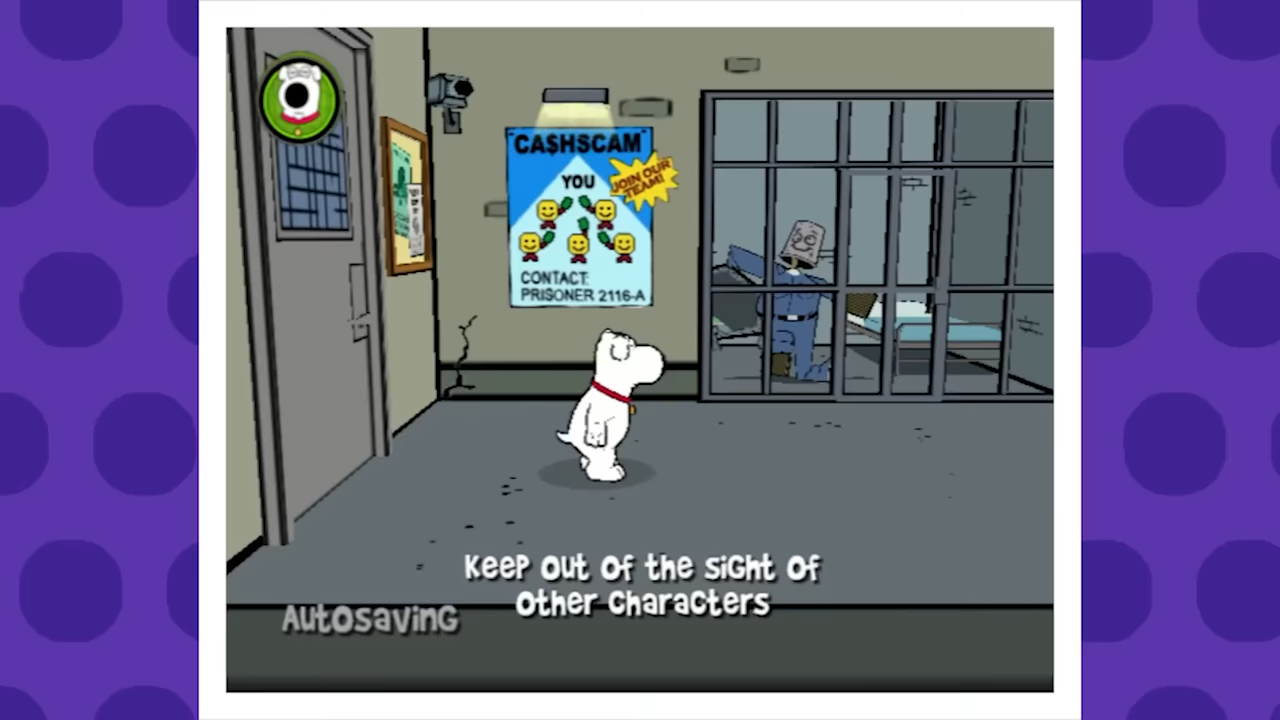 "CA$HSCAM"
YOU
JOIN OUR
TEAM!
CONTACT:
PRISONER 2116-A
Keep out of the sight of
other characters
Autosaving